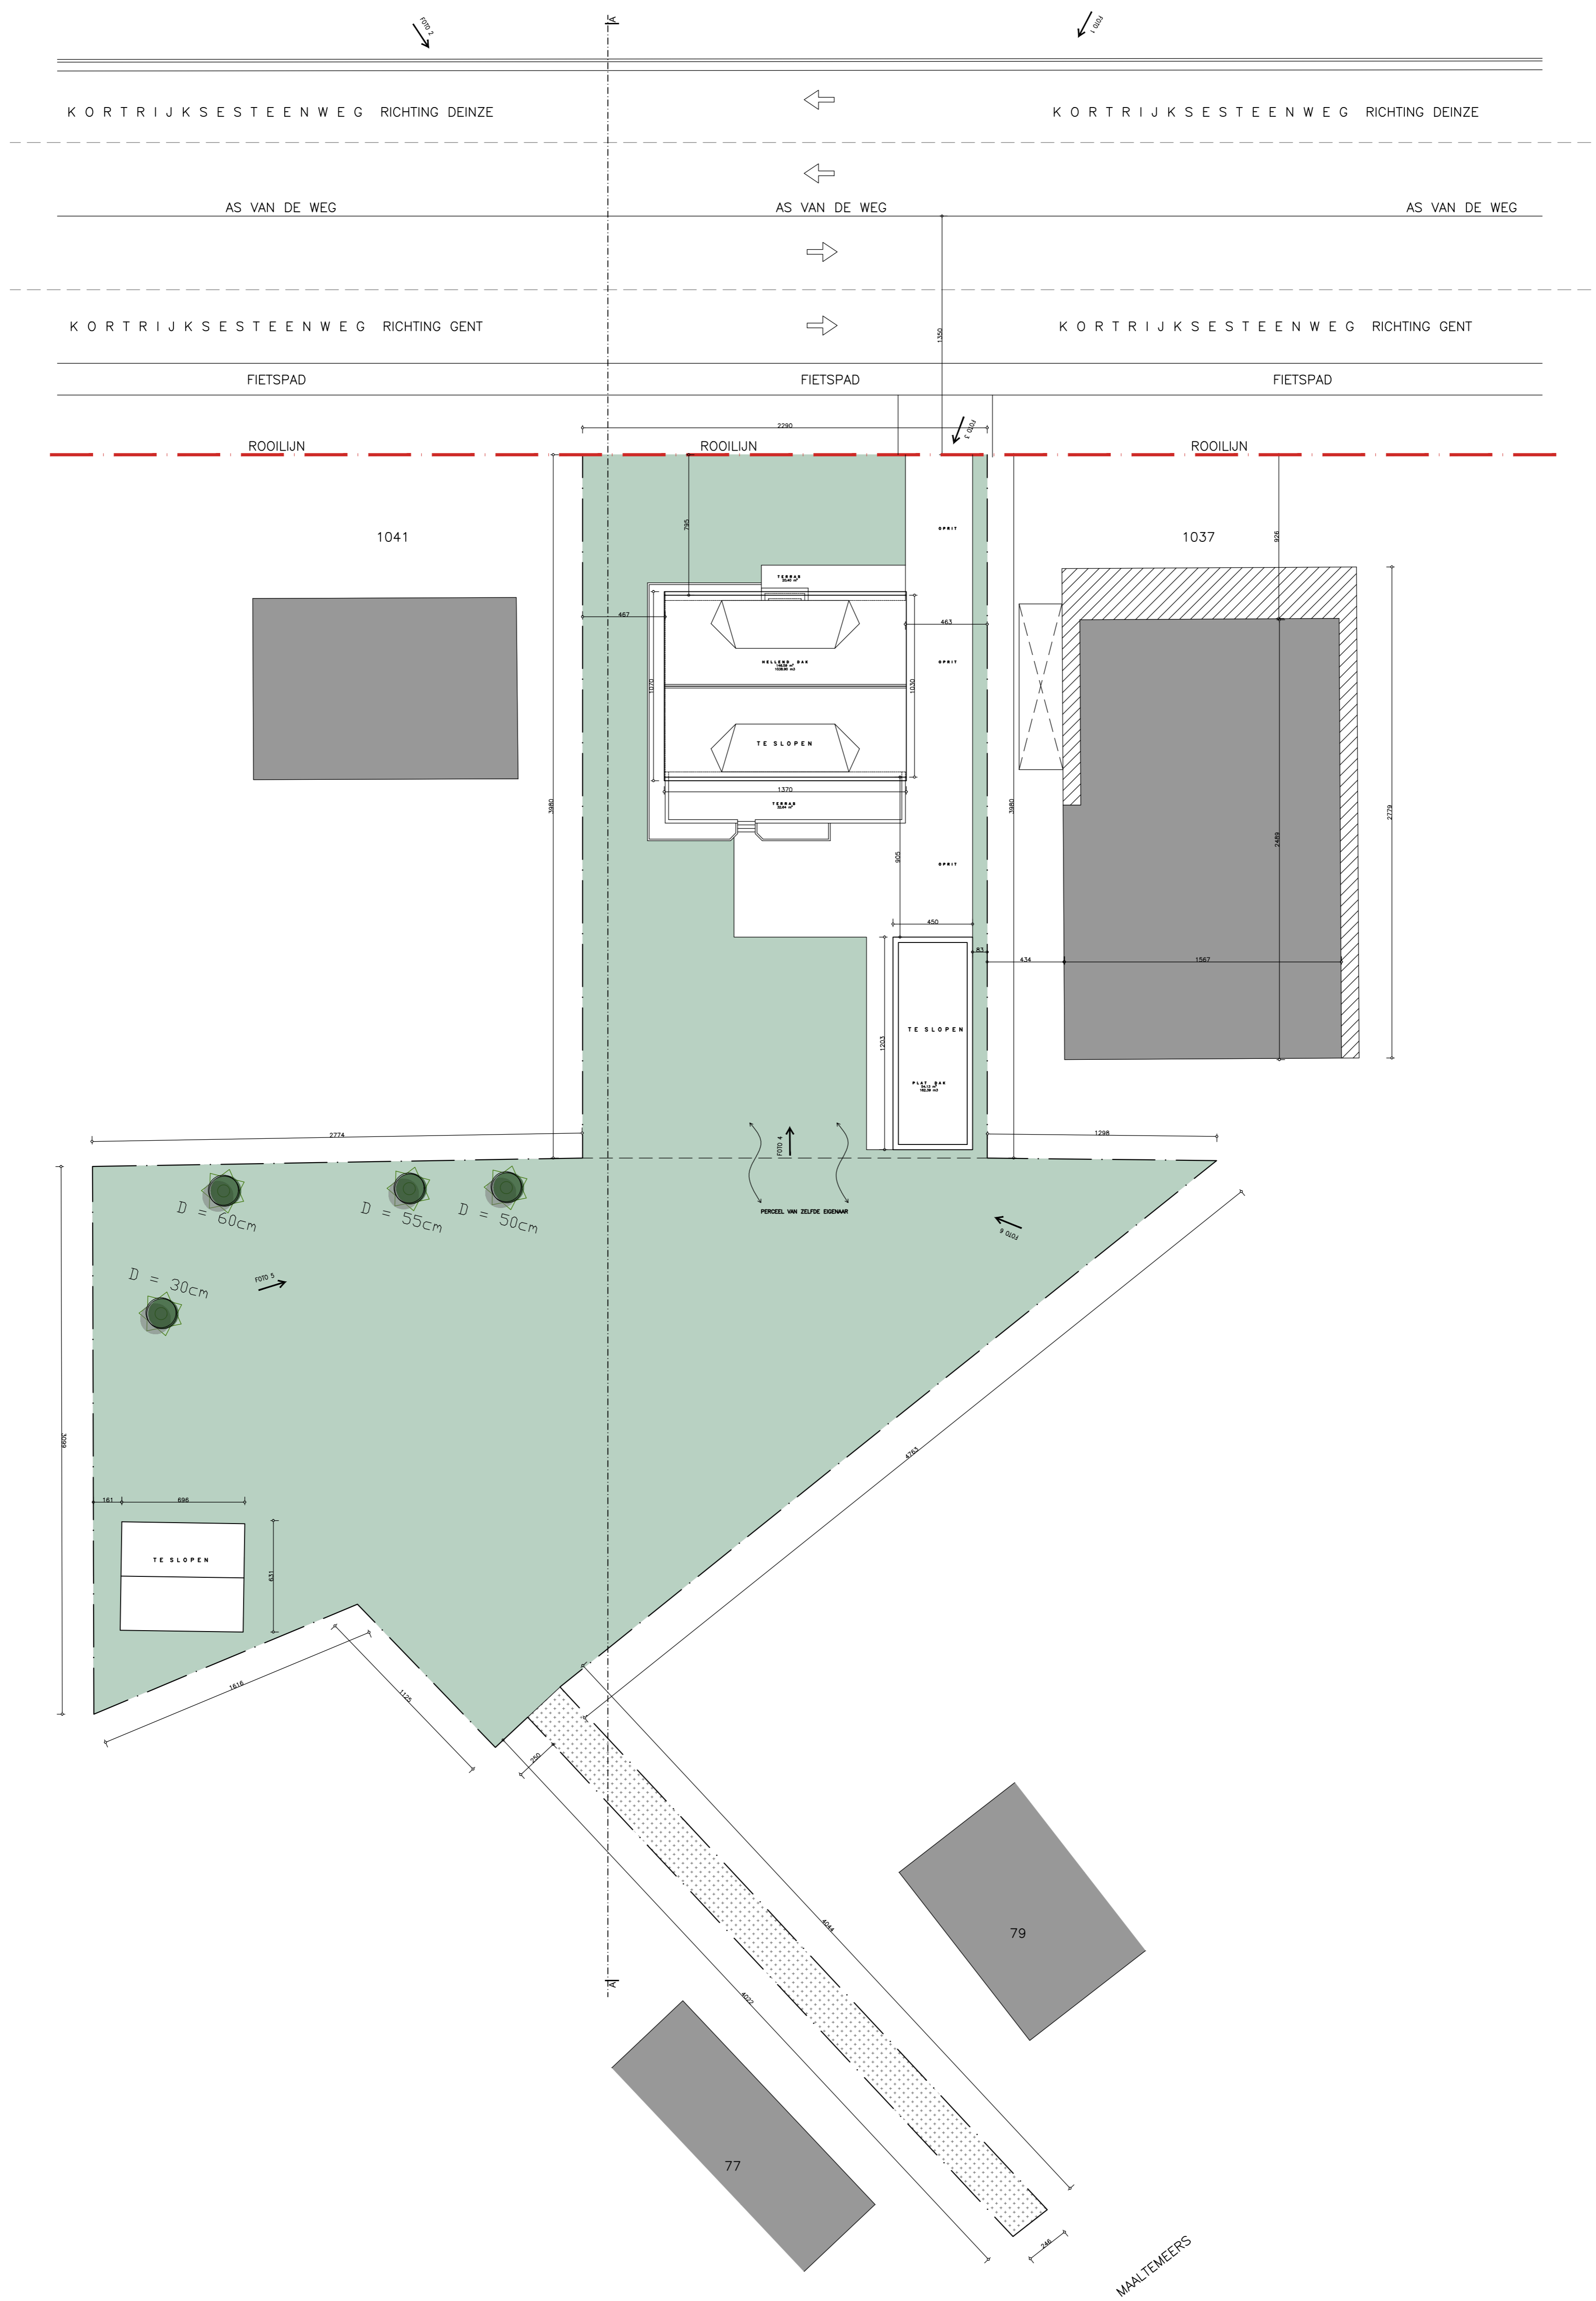 FOTO 2
A
FOTO 1
K O R T R I J K S E S T E E N W E G RICHTING DEINZE
K O R T R I J K S E S T E E N W E G RICHTING DEINZE
AS VAN DE WEG
AS VAN DE WEG
AS VAN DE WEG
K O R T R I J K S E S T E E N W E G RICHTING GENT
K O R T R I J K S E S T E E N W E G RICHTING GENT
1350
FIETSPAD
FIETSPAD
FIETSPAD
2290
FOTO 3
ROOILIJN
ROOILIJN
ROOILIJN
1041
795
OPRIT
1037
926
TERRAS
467
463
HELLEND DAK
OPRIT
1070
1030
TE SLOPEN
1370
TERRAS
3980
3980
2779
2489
905
OPRIT
450
83
434
1567
1203
TE SLOPEN
PLAT DAK
2774
FOTO 4
1298
PERCEEL VAN ZELFDE EIGENAAR
D = 60cm
D = 55cm
D = 50cm
FOTO 6
D = 30cm
FOTO 5
3099
4763
161
696
TE SLOPEN
631
1616
1125
250
4044
79
A
4022
77
246
MAALTEMEERS